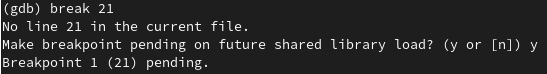 (gdb) break 21
No line 21 in the current file.
Make breakpoint pending on future shared library load? (y or [n]) y
Breakpoint 1 (21) pending.